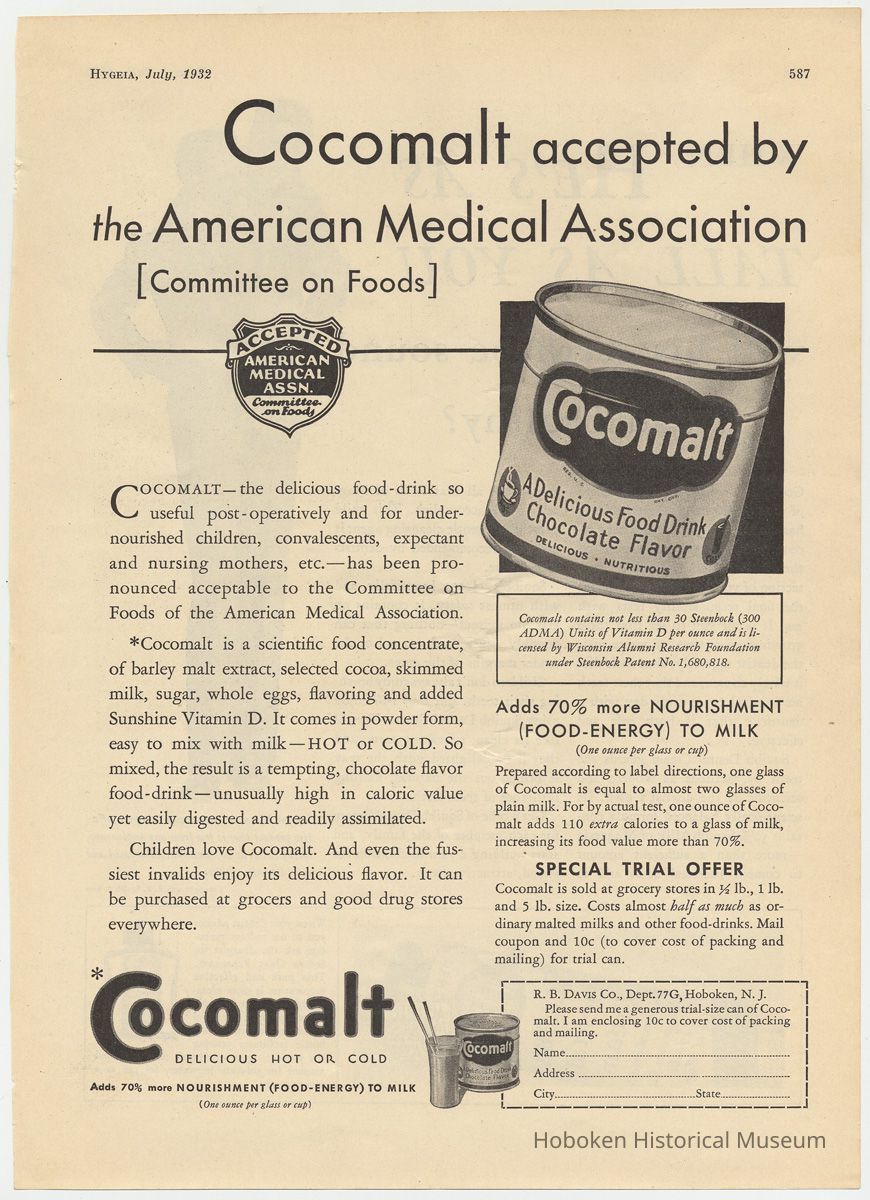 HYGEIA, July, 1932
587
Cocomalt accepted by
the American Medical Association
[Committee on Foods]
ACCEPTED
AMERICAN
MEDICAL
ASSN.
Committee
on Foods
Cocomalt
REG. U. S.
PAT. OFF.
A Delicious Food Drink
Chocolate Flavor
DELICIOUS • NUTRITIOUS
COCOMALT—the delicious food-drink so
useful post-operatively and for under-
nourished children, convalescents, expectant
and nursing mothers, etc.—has been pro-
nounced acceptable to the Committee on
Foods of the American Medical Association.
*Cocomalt is a scientific food concentrate,
of barley malt extract, selected cocoa, skimmed
milk, sugar, whole eggs, flavoring and added
Sunshine Vitamin D. It comes in powder form,
easy to mix with milk—HOT or COLD. So
mixed, the result is a tempting, chocolate flavor
food-drink—unusually high in caloric value
yet easily digested and readily assimilated.
Children love Cocomalt. And even the fus-
siest invalids enjoy its delicious flavor. It can
be purchased at grocers and good drug stores
everywhere.
*Cocomalt
DELICIOUS HOT OR COLD
Adds 70% more NOURISHMENT (FOOD-ENERGY) TO MILK
(One ounce per glass or cup)
Cocomalt contains not less than 30 Steenbock (300
ADMA) Units of Vitamin D per ounce and is li-
censed by Wisconsin Alumni Research Foundation
under Steenbock Patent No. 1,680,818.
Adds 70% more NOURISHMENT
(FOOD-ENERGY) TO MILK
(One ounce per glass or cup)
Prepared according to label directions, one glass
of Cocomalt is equal to almost two glasses of
plain milk. For by actual test, one ounce of Coco-
malt adds 110 extra calories to a glass of milk,
increasing its food value more than 70%.
SPECIAL TRIAL OFFER
Cocomalt is sold at grocery stores in ½ lb., 1 lb.
and 5 lb. size. Costs almost half as much as or-
dinary malted milks and other food-drinks. Mail
coupon and 10c (to cover cost of packing and
mailing) for trial can.
Cocomalt
A Delicious Food Drink
Chocolate Flavor
R. B. DAVIS CO., Dept. 77G, Hoboken, N. J.
Please send me a generous trial-size can of Coco-
malt. I am enclosing 10c to cover cost of packing
and mailing.
Name
Address
City State
Hoboken Historical Museum